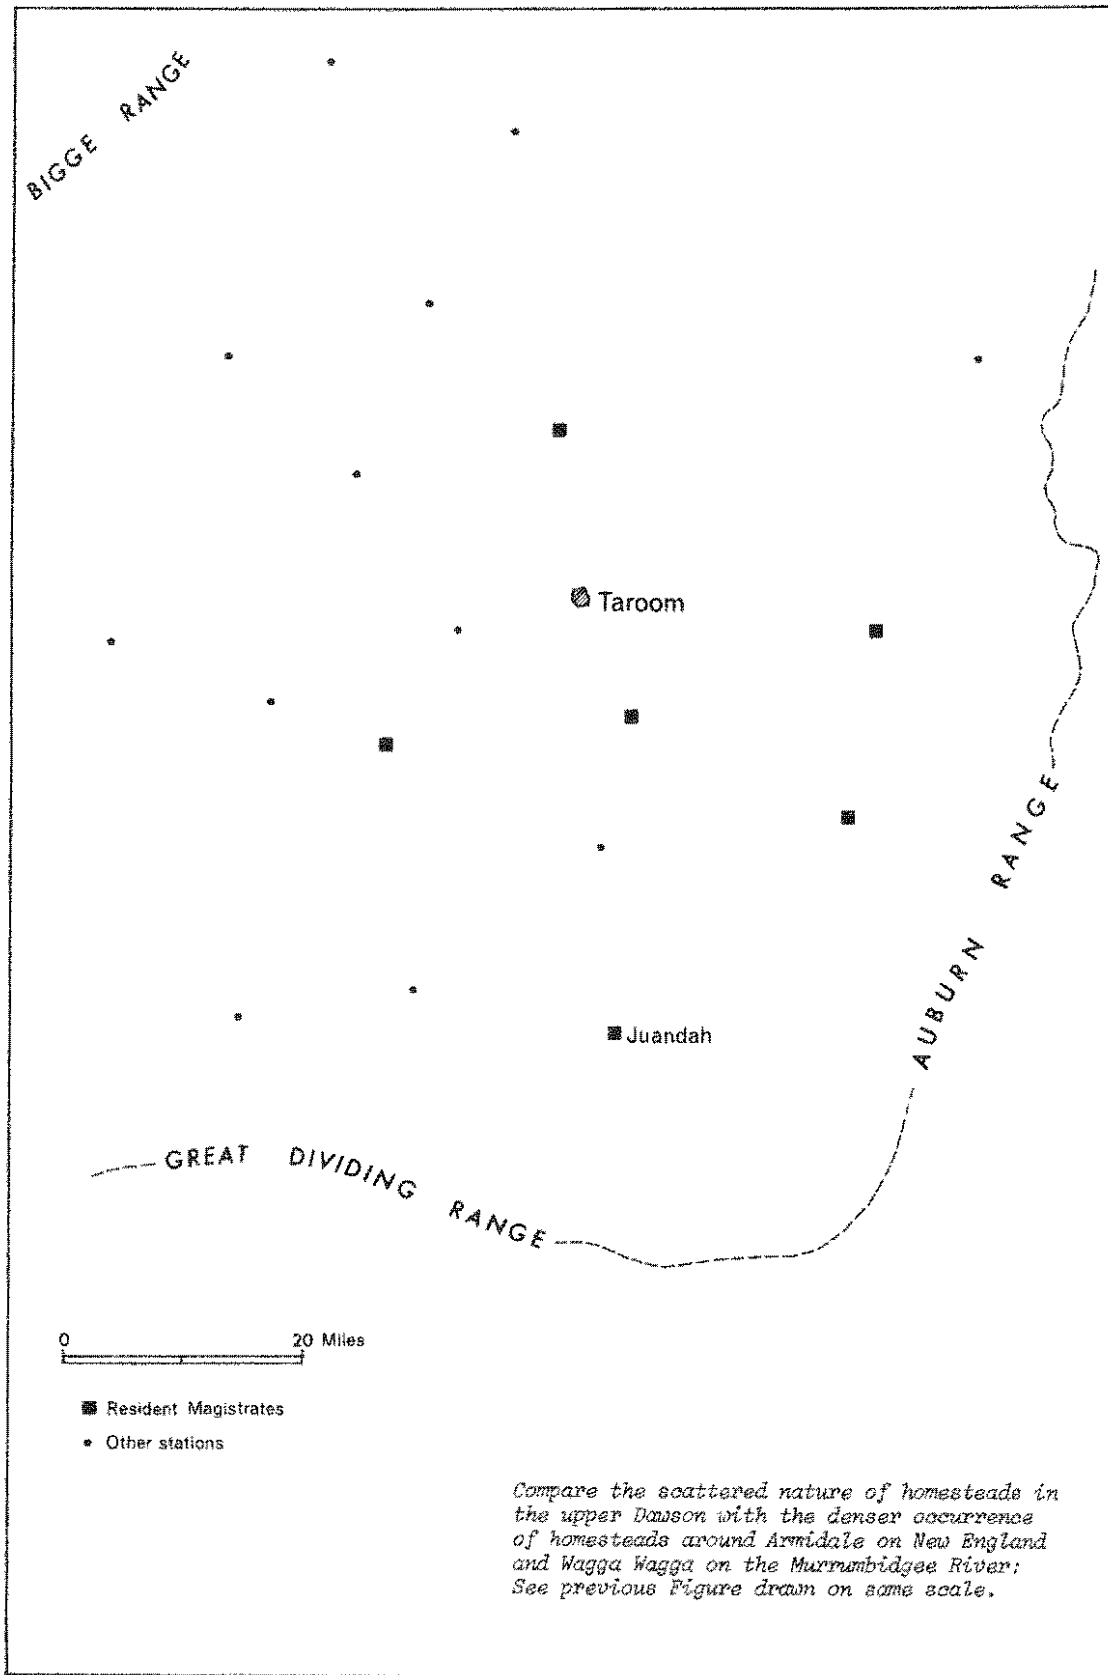 BIGGE RANGE
Taroom
AUBURN RANGE
Juandah
GREAT DIVIDING RANGE
0 20 Miles
Resident Magistrates
Other stations
Compare the scattered nature of homesteads in
the upper Dawson with the denser occurrence
of homesteads around Armidale on New England
and Wagga Wagga on the Murrumbidgee River;
See previous Figure drawn on same scale.